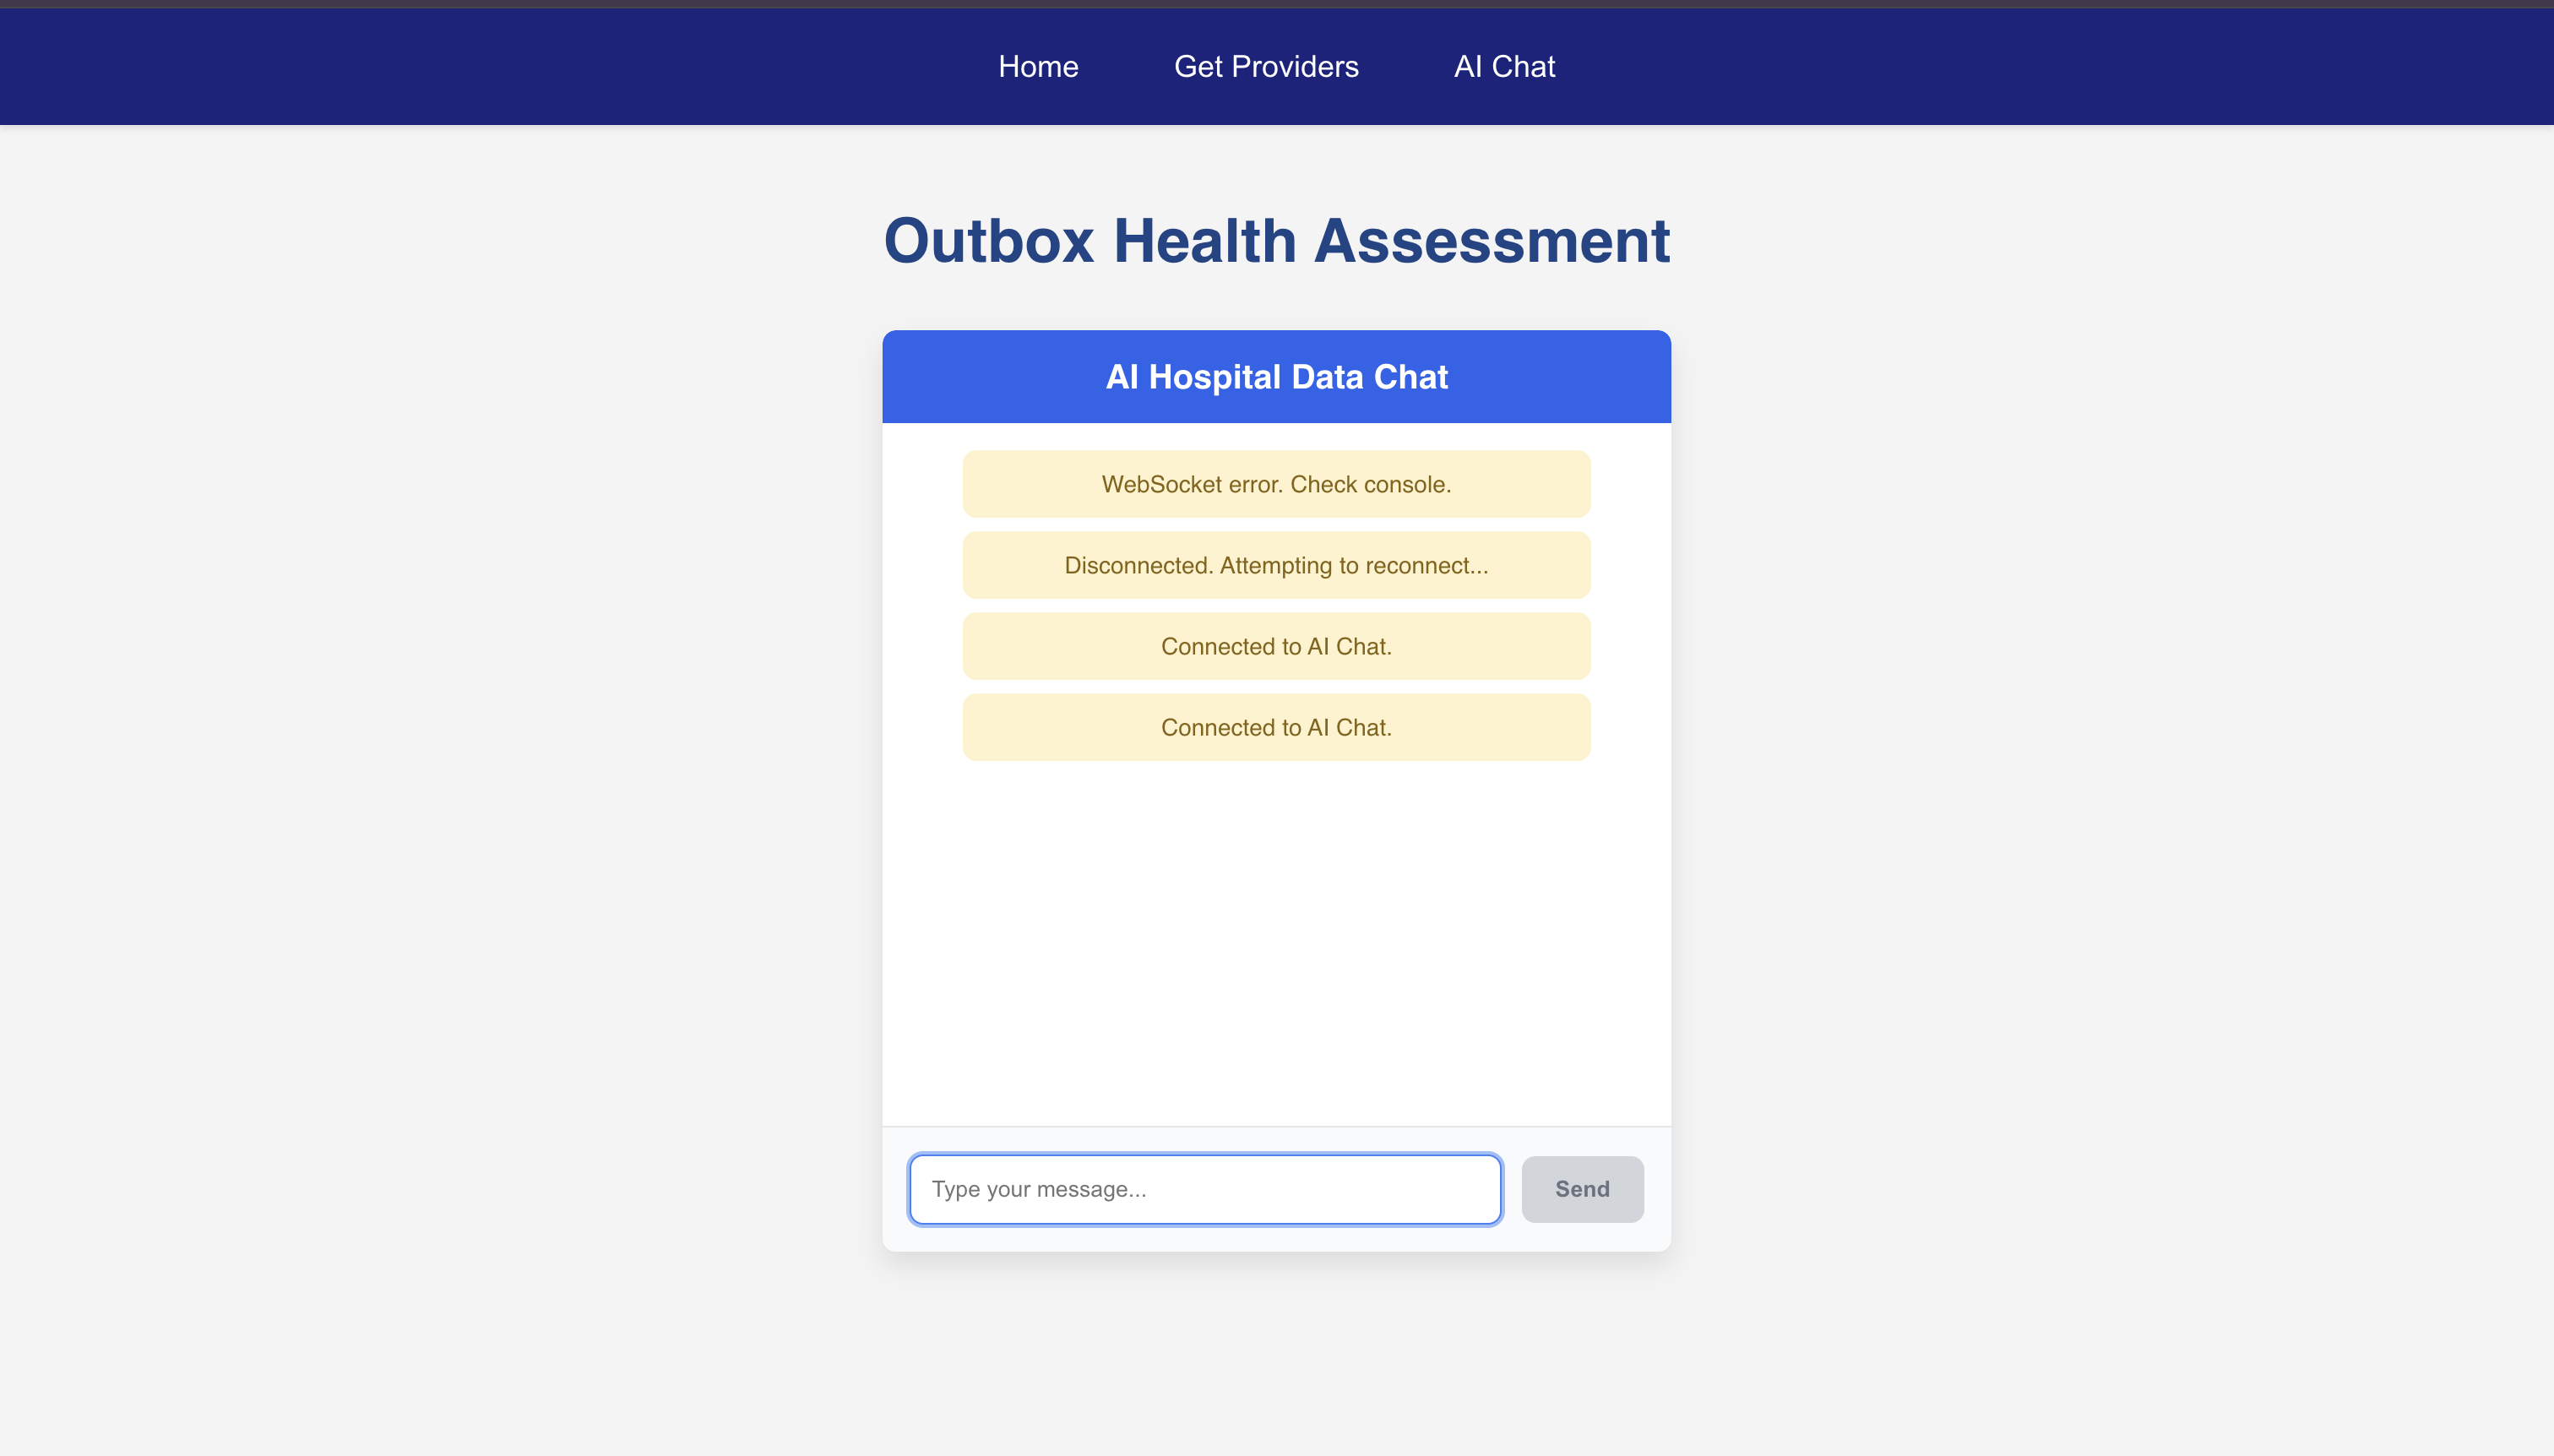 Home Get Providers AI Chat
Outbox Health Assessment
AI Hospital Data Chat
WebSocket error. Check console.
Disconnected. Attempting to reconnect...
Connected to AI Chat.
Connected to AI Chat.
Type your message... Send